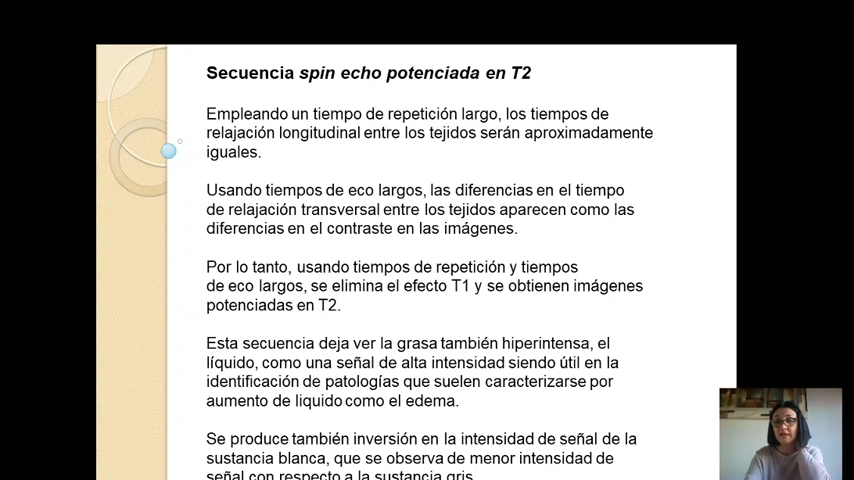 Secuencia spin echo potenciada en T2
Empleando un tiempo de repetición largo, los tiempos de
relajación longitudinal entre los tejidos serán aproximadamente
iguales.
Usando tiempos de eco largos, las diferencias en el tiempo
de relajación transversal entre los tejidos aparecen como las
diferencias en el contraste en las imágenes.
Por lo tanto, usando tiempos de repetición y tiempos
de eco largos, se elimina el efecto T1 y se obtienen imágenes
potenciadas en T2.
Esta secuencia deja ver la grasa también hiperintensa, el
líquido, como una señal de alta intensidad siendo útil en la
identificación de patologías que suelen caracterizarse por
aumento de liquido como el edema.
Se produce también inversión en la intensidad de señal de la
sustancia blanca, que se observa de menor intensidad de
señal con respecto a la sustancia gris